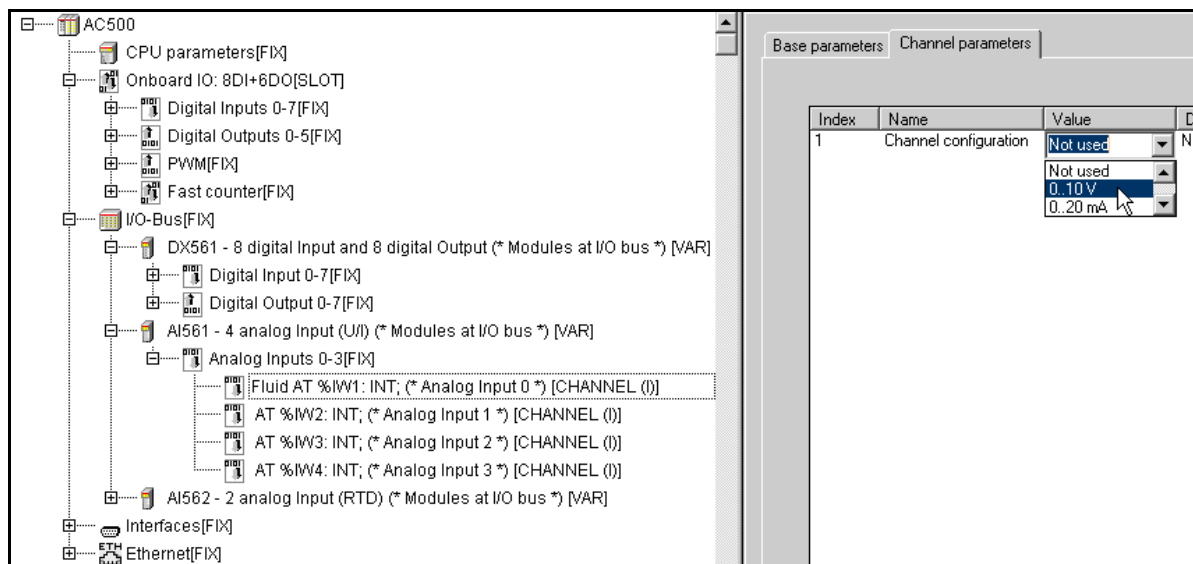 AC500
CPU parameters[FIX]
Onboard IO: 8DI+6DO[SLOT]
Digital Inputs 0-7[FIX]
Digital Outputs 0-5[FIX]
PWM[FIX]
Fast counter[FIX]
I/O-Bus[FIX]
DX561 - 8 digital Input and 8 digital Output (* Modules at I/O bus *) [VAR]
Digital Input 0-7[FIX]
Digital Output 0-7[FIX]
AI561 - 4 analog Input (U/I) (* Modules at I/O bus *) [VAR]
Analog Inputs 0-3[FIX]
Fluid AT %IW1: INT; (* Analog Input 0 *) [CHANNEL (I)]
AT %IW2: INT; (* Analog Input 1 *) [CHANNEL (I)]
AT %IW3: INT; (* Analog Input 2 *) [CHANNEL (I)]
AT %IW4: INT; (* Analog Input 3 *) [CHANNEL (I)]
AI562 - 2 analog Input (RTD) (* Modules at I/O bus *) [VAR]
Interfaces[FIX]
Ethernet[FIX]
Base parameters Channel parameters
Index Name Value D
1 Channel configuration Not used N
Not used
0..10 V
0..20 mA